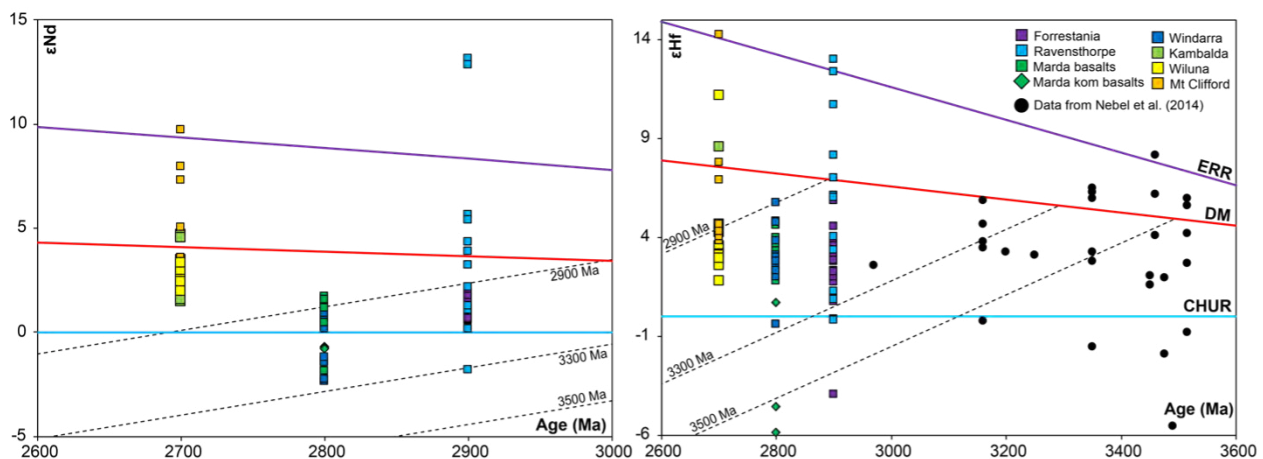 15
εNd
10
5
0
-5
2900 Ma
3300 Ma
3500 Ma
Age (Ma)
2600 2700 2800 2900 3000
14
εHf
9
4
-1
-6
Forrestania
Ravensthorpe
Marda basalts
Marda kom basalts
Windarra
Kambalda
Wiluna
Mt Clifford
Data from Nebel et al. (2014)
ERR
DM
CHUR
2900 Ma
3300 Ma
3500 Ma
Age (Ma)
2600 2800 3000 3200 3400 3600